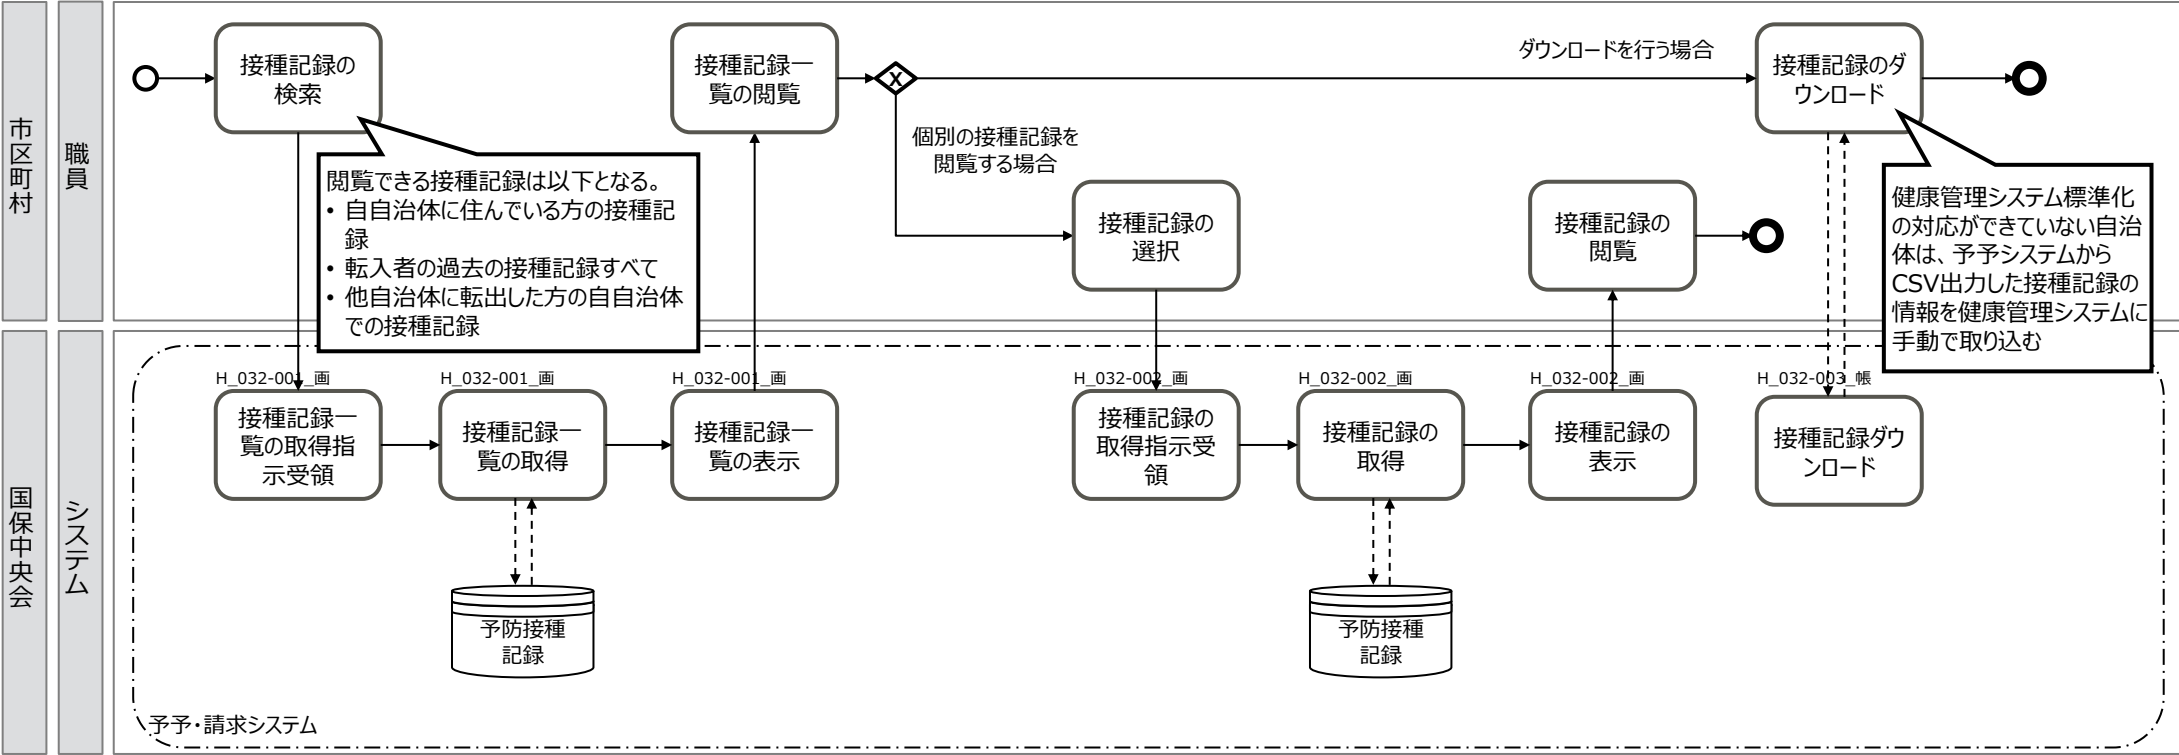 市区町村
職員
接種記録の
検索
接種記録一
覧の閲覧
X
ダウンロードを行う場合
接種記録のダ
ウンロード
個別の接種記録を
閲覧する場合
閲覧できる接種記録は以下となる。
• 自自治体に住んでいる方の接種記
録
• 転入者の過去の接種記録すべて
• 他自治体に転出した方の自自治体
での接種記録
接種記録の
選択
接種記録の
閲覧
健康管理システム標準化
の対応ができていない自治
体は、予予システムから
CSV出力した接種記録の
情報を健康管理システムに
手動で取り込む
国保中央会
システム
H_032-001_画
接種記録一
覧の取得指
示受領
H_032-001_画
接種記録一
覧の取得
H_032-001_画
接種記録一
覧の表示
H_032-002_画
接種記録の
取得指示受
領
H_032-002_画
接種記録の
取得
H_032-002_画
接種記録の
表示
H_032-003_帳
接種記録ダウ
ンロード
予防接種
記録
予防接種
記録
予予・請求システム